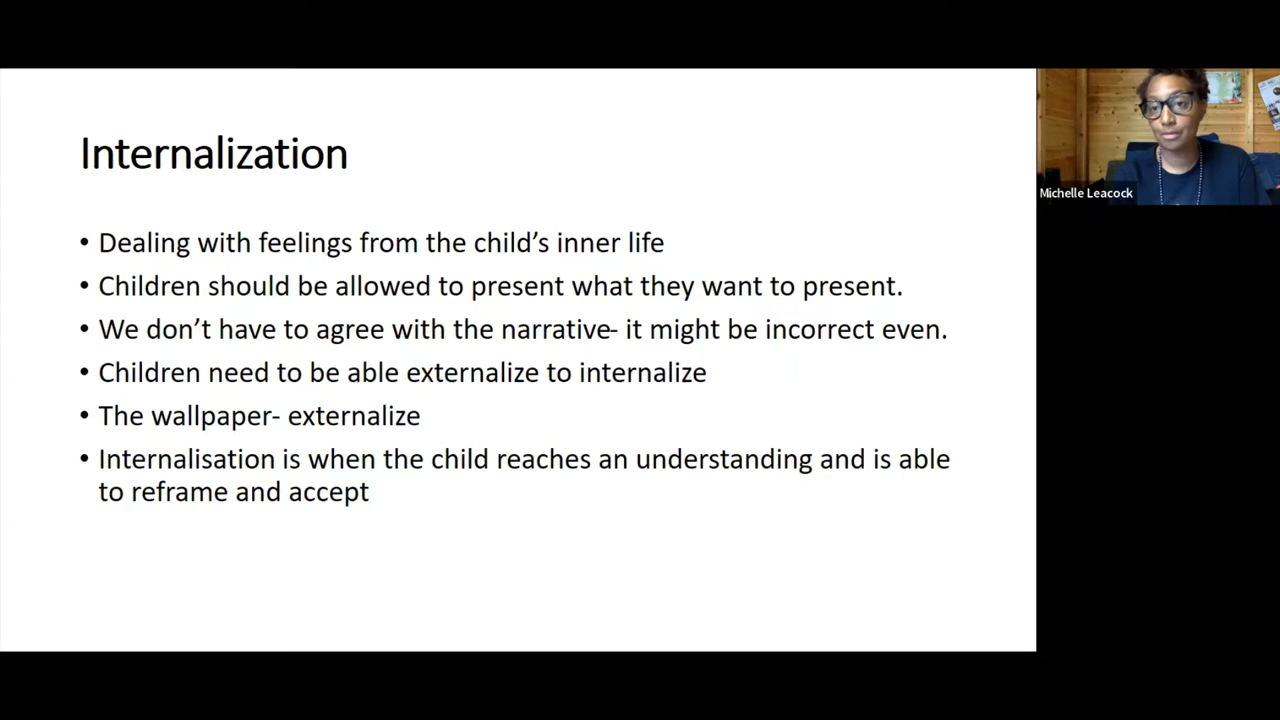 Internalization
• Dealing with feelings from the child’s inner life
• Children should be allowed to present what they want to present.
• We don’t have to agree with the narrative- it might be incorrect even.
• Children need to be able externalize to internalize
• The wallpaper- externalize
• Internalisation is when the child reaches an understanding and is able
to reframe and accept
Michelle Leacock